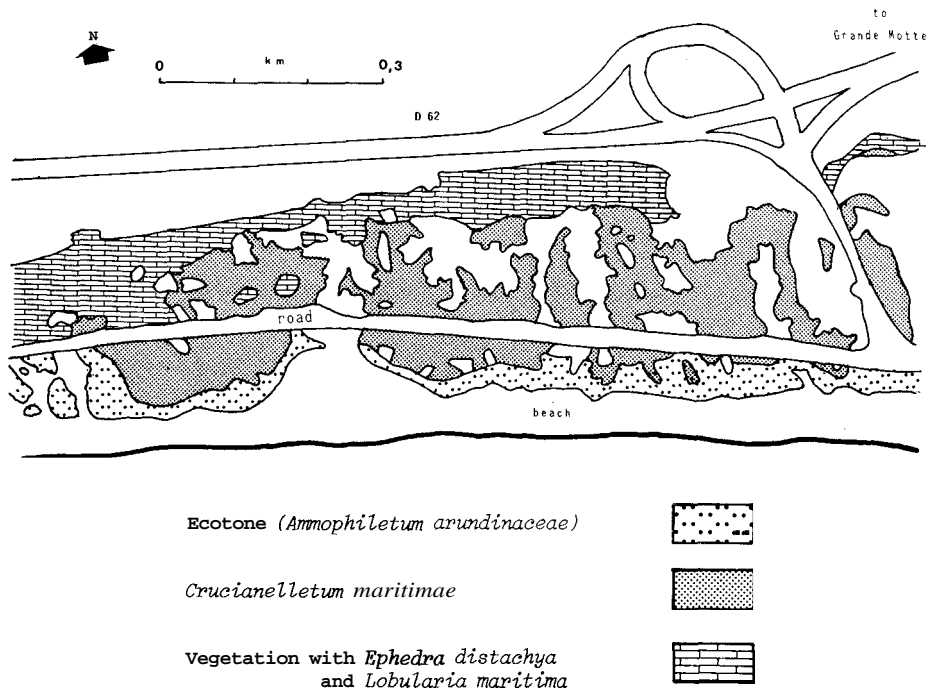 to
Grande Motte
N
km
0 0,3
D 62
road
beach
Ecotone (Ammophiletum arundinaceae)
Crucianelletum maritimae
Vegetation with Ephedra distachya
and Lobularia maritima